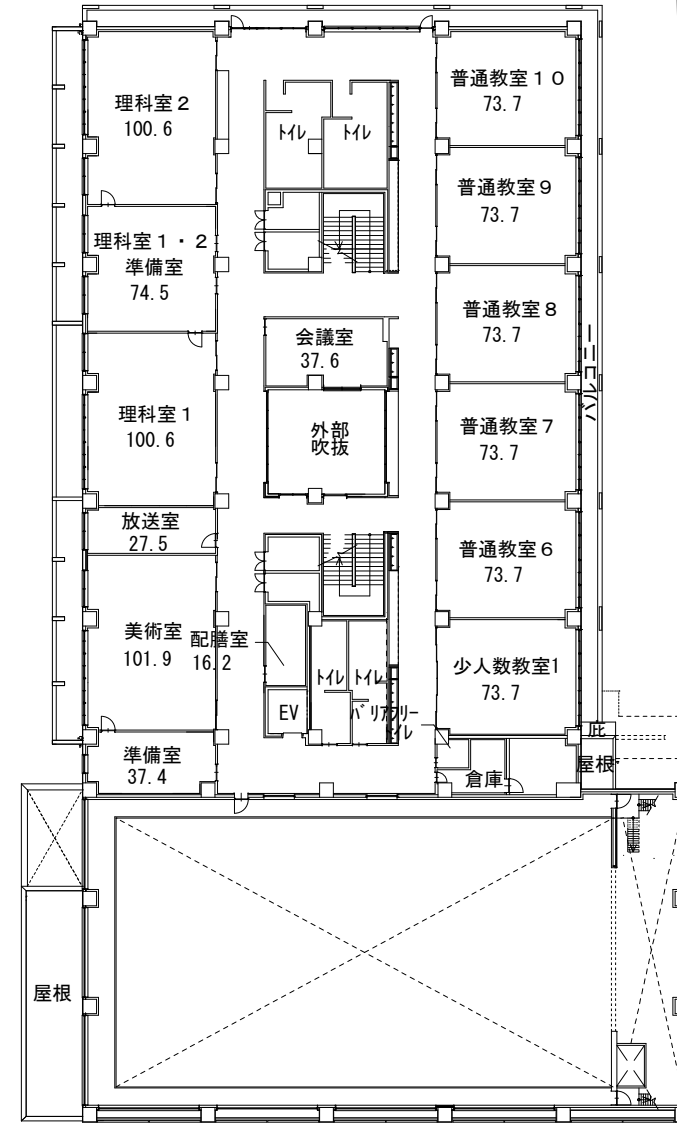 理科室２
100.6
トイレ
トイレ
普通教室１０
73.7
普通教室９
73.7
理科室１・２
準備室
74.5
普通教室８
73.7
会議室
37.6
バルコニー
理科室１
100.6
外部
吹抜
普通教室７
73.7
放送室
27.5
普通教室６
73.7
美術室
101.9
配膳室
16.2
トイレ
トイレ
少人数教室1
73.7
EV
バリアフリー
トイレ
準備室
37.4
倉庫
庇
屋根
屋根